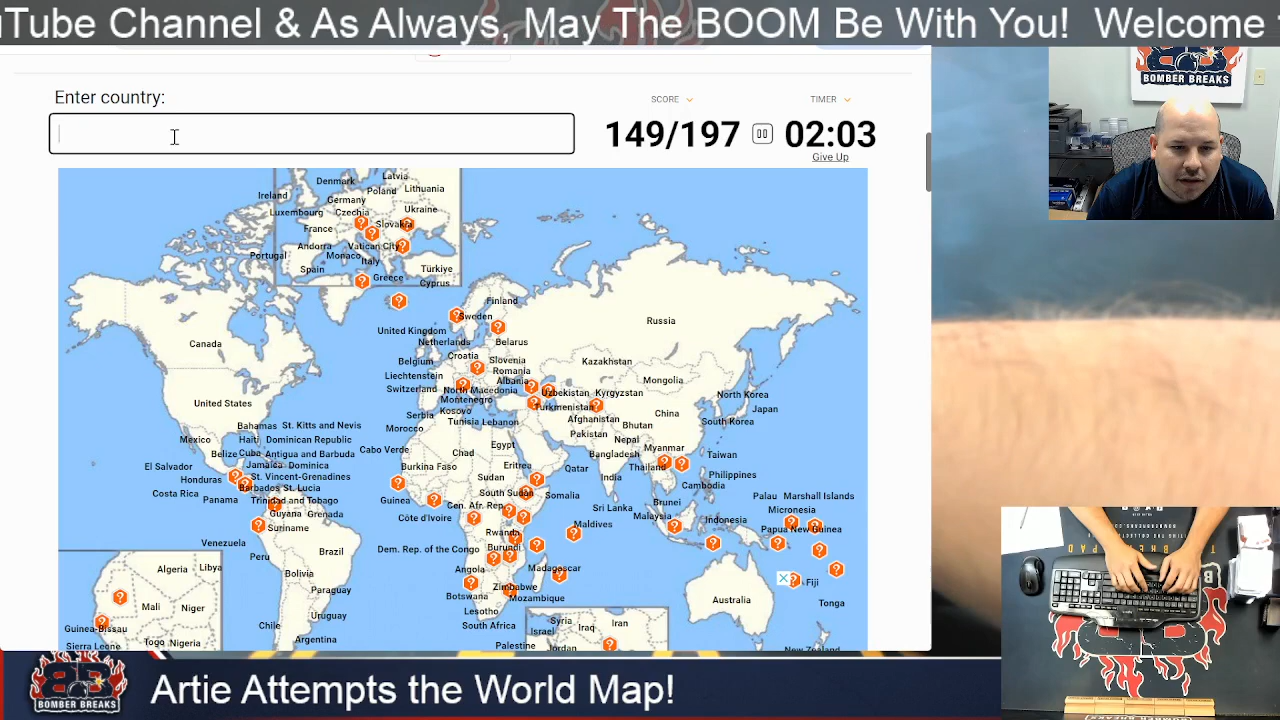 uTube Channel & As Always, May The BOOM Be With You! Welcome
BOMBER BREAKS
Enter country:
SCORE
TIMER
149/197
02:03
Give Up
Latvia
Denmark
Poland
Lithuania
Ireland
Germany
Luxembourg
Czechia
Ukraine
France
Slovakia
Andorra
Vatican City
Portugal
Monaco
Italy
Spain
Türkiye
Greece
Cyprus
Finland
Sweden
Russia
United Kingdom
Netherlands
Belarus
Canada
Belgium
Croatia
Slovenia
Kazakhstan
Liechtenstein
Romania
Mongolia
Switzerland
Albania
North Macedonia
Uzbekistan
Kyrgyzstan
North Korea
United States
Montenegro
Turkmenistan
Japan
Serbia
Kosovo
Afghanistan
China
South Korea
Bahamas
St. Kitts and Nevis
Morocco
Tunisia
Lebanon
Pakistan
Bhutan
Mexico
Haiti
Dominican Republic
Egypt
Nepal
Belize
Cuba
Antigua and Barbuda
Cabo Verde
Chad
Bangladesh
Myanmar
Taiwan
El Salvador
Jamaica
Dominica
Burkina Faso
Eritrea
Qatar
Thailand
Philippines
Honduras
St. Vincent-Grenadines
Sudan
India
Cambodia
Costa Rica
Barbados
St. Lucia
Guinea
South Sudan
Somalia
Palau
Marshall Islands
Panama
Trinidad and Tobago
Cen. Afr. Rep.
Sri Lanka
Brunei
Micronesia
Guyana
Grenada
Côte d'Ivoire
Maldives
Malaysia
Indonesia
Suriname
Rwanda
Papua New Guinea
Venezuela
Peru
Brazil
Dem. Rep. of the Congo
Burundi
Algeria
Libya
Bolivia
Angola
Madagascar
Fiji
Mali
Niger
Paraguay
Botswana
Zimbabwe
Mozambique
Australia
Tonga
Guinea-Bissau
Uruguay
Lesotho
Syria
Iraq
Iran
Sierra Leone
Togo
Nigeria
Chile
Argentina
South Africa
Israel
Palestine
Jordan
New Zealand
BOMBER BREAKS
Artie Attempts the World Map!